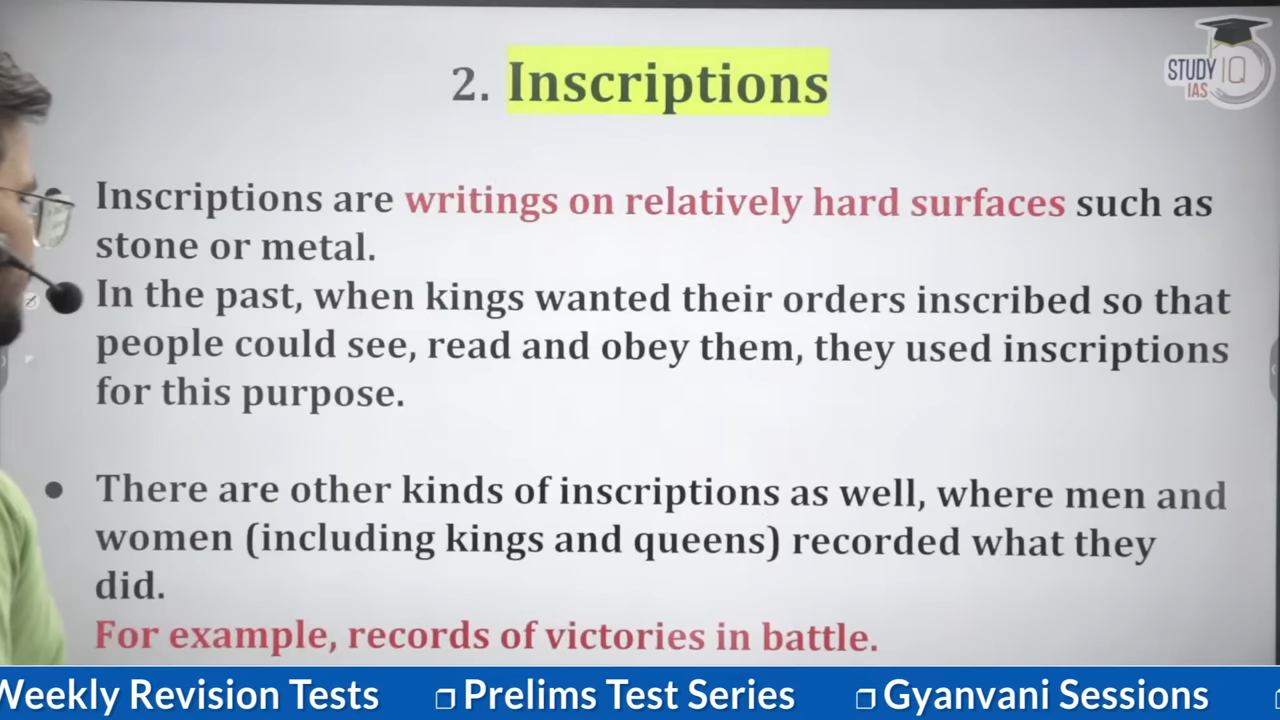 2. Inscriptions
STUDY IQ
IAS
Inscriptions are writings on relatively hard surfaces such as
stone or metal.
In the past, when kings wanted their orders inscribed so that
people could see, read and obey them, they used inscriptions
for this purpose.
• There are other kinds of inscriptions as well, where men and
women (including kings and queens) recorded what they
did.
For example, records of victories in battle.
Weekly Revision Tests ❐ Prelims Test Series ❐ Gyanvani Sessions ❐